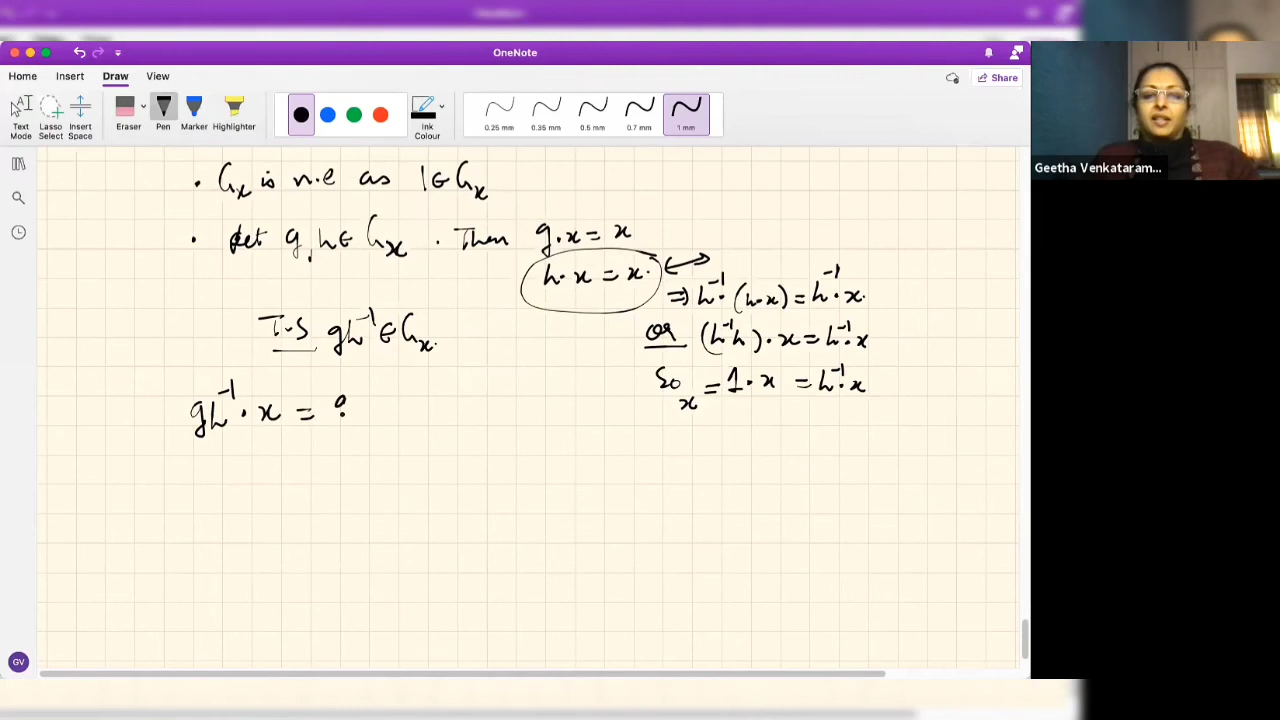 OneNote
Home Insert Draw View
Share
Text Mode
Lasso Select
Insert Space
Eraser
Pen
Marker
Highlighter
0.25 mm
0.35 mm
0.5 mm
0.7 mm
1 mm
Ink Colour
Geetha Venkataram...
• Gₓ is n.e as 1 ∈ Gₓ
• Let g, h ∈ Gₓ . Then g·x = x
h·x = x.
⇒ h⁻¹·(h·x) = h⁻¹·x.
T.S gh⁻¹ ∈ Gₓ.
or (h⁻¹h)·x = h⁻¹·x
So x = 1·x = h⁻¹·x
gh⁻¹·x = ?
GV